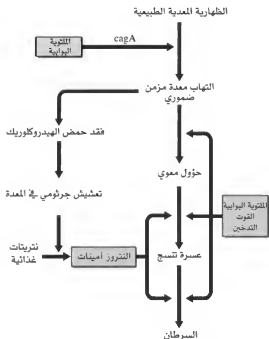 الظهارية المعدية الطبيعية
الملتوية
البوابية
cagA
التهاب معدة مزمن
ضموري
فقد حمض الهيدروكلوريك
حؤول معوي
تعشيش جرثومي في المعدة
الملتوية البوابية
القوت
التدخين
نتريتات
غذائية
النتروز أمينات
عسرة تنسج
السرطان